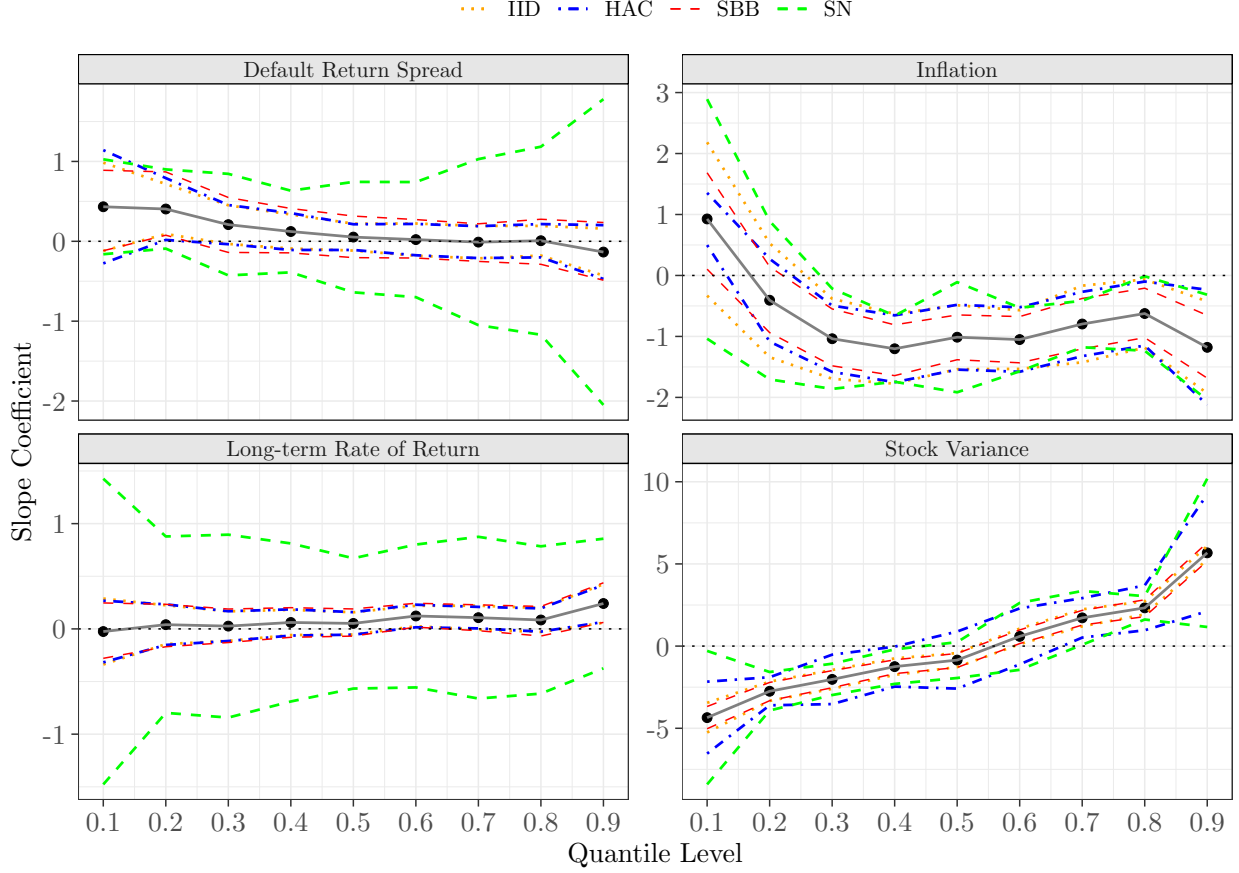 IID HAC SBB SN
Default Return Spread
1
0
-1
-2
Inflation
3
2
1
0
-1
-2
Slope Coefficient
Long-term Rate of Return
1
0
-1
Stock Variance
10
5
0
-5
0.1 0.2 0.3 0.4 0.5 0.6 0.7 0.8 0.9
0.1 0.2 0.3 0.4 0.5 0.6 0.7 0.8 0.9
Quantile Level